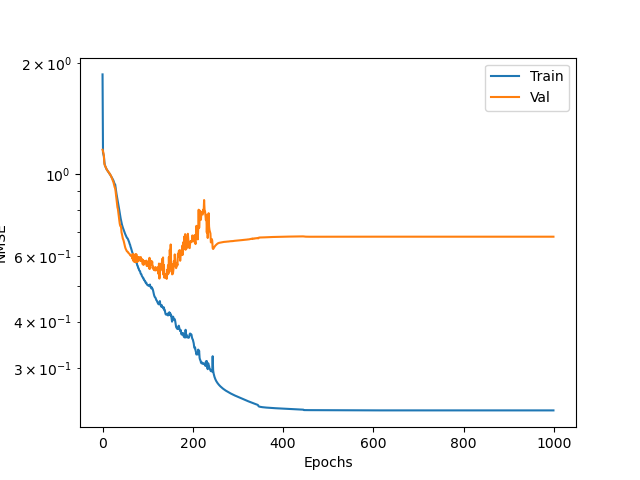 2 × 10⁰
10⁰
6 × 10⁻¹
4 × 10⁻¹
3 × 10⁻¹
NMSE
0 200 400 600 800 1000
Epochs
Train
Val